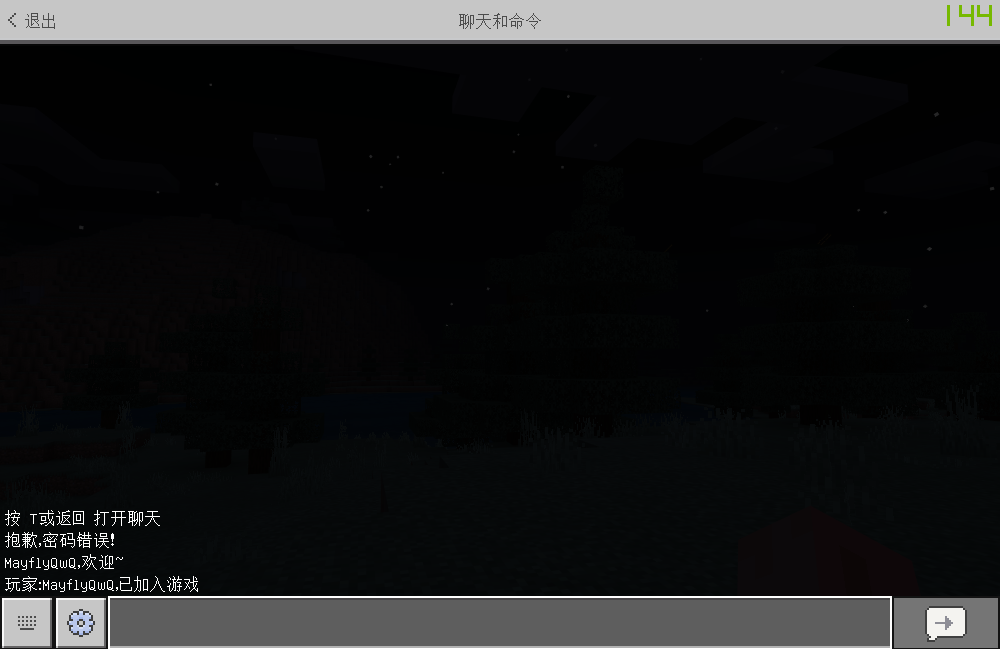 退出
聊天和命令
144
按 T或返回 打开聊天
抱歉,密码错误!
MayflyQwQ,欢迎~
玩家:MayflyQwQ,已加入游戏